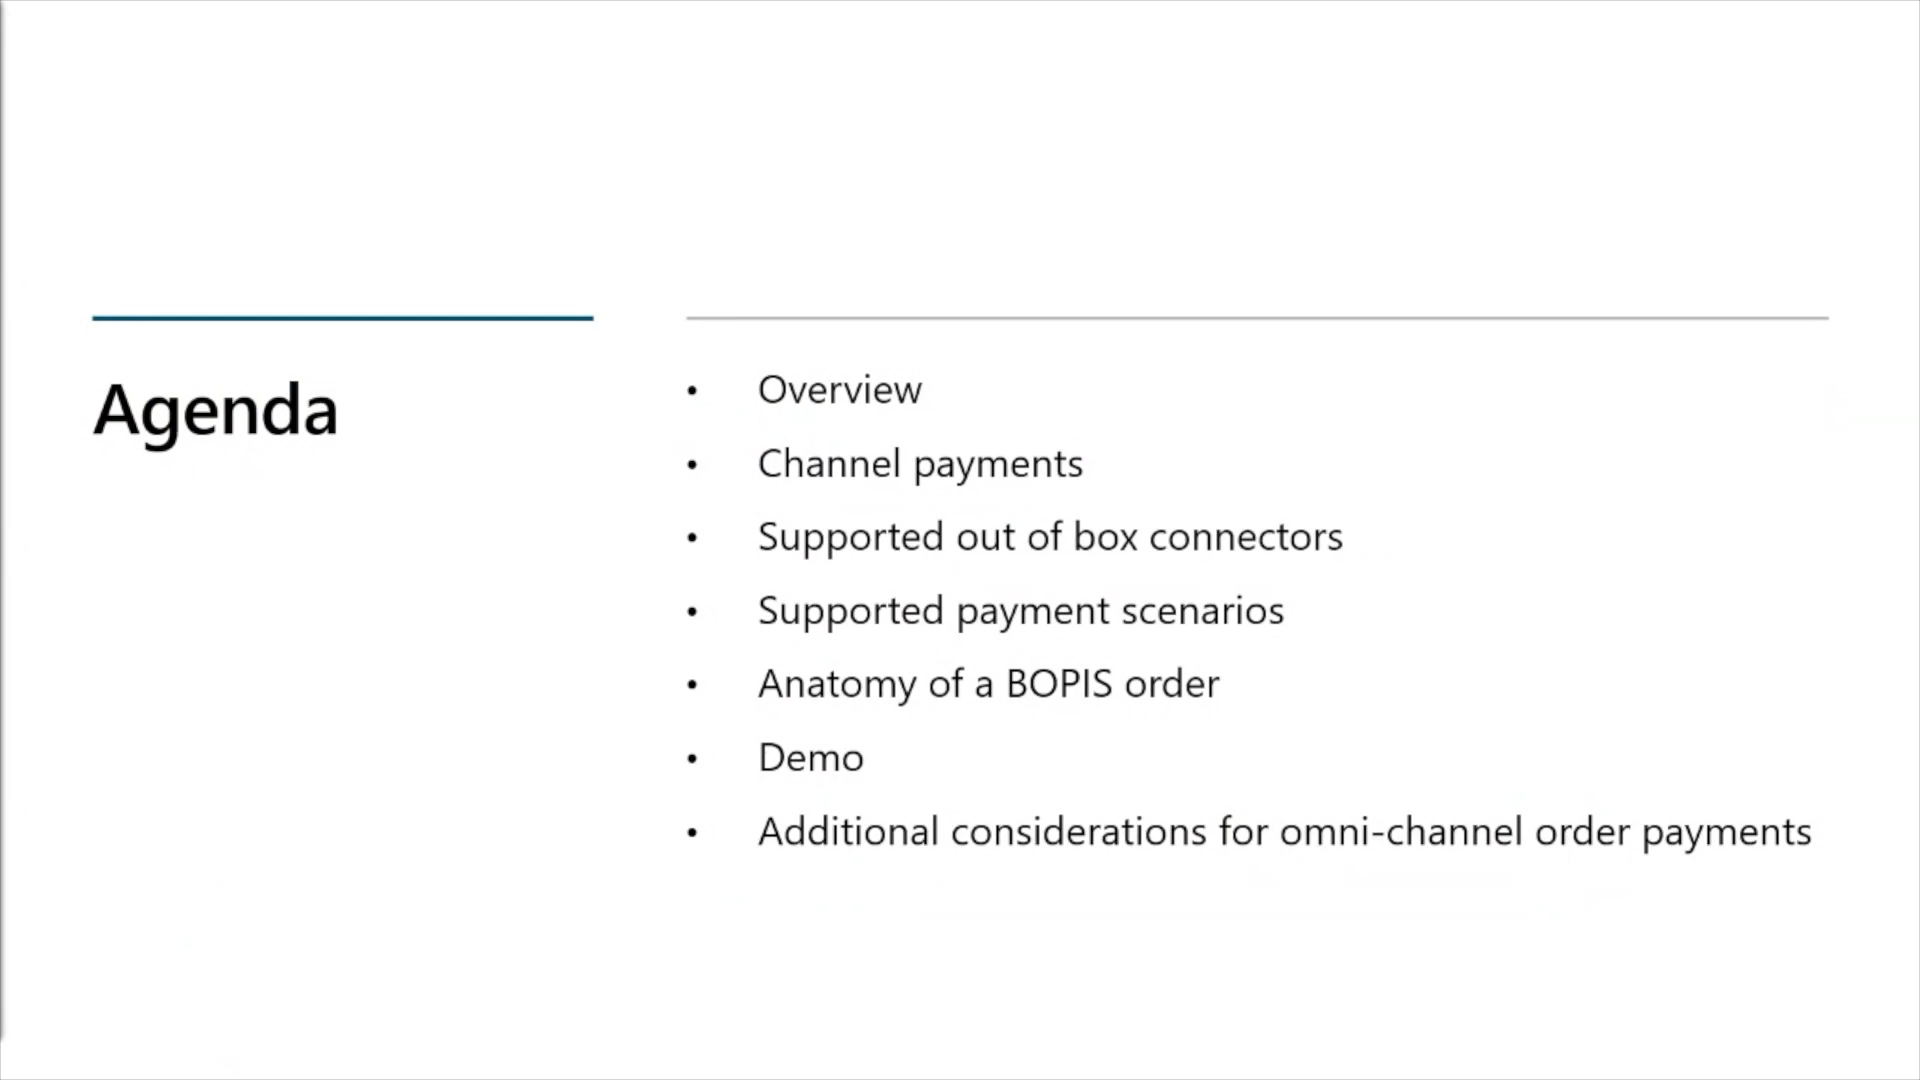 Agenda
• Overview
• Channel payments
• Supported out of box connectors
• Supported payment scenarios
• Anatomy of a BOPIS order
• Demo
• Additional considerations for omni-channel order payments